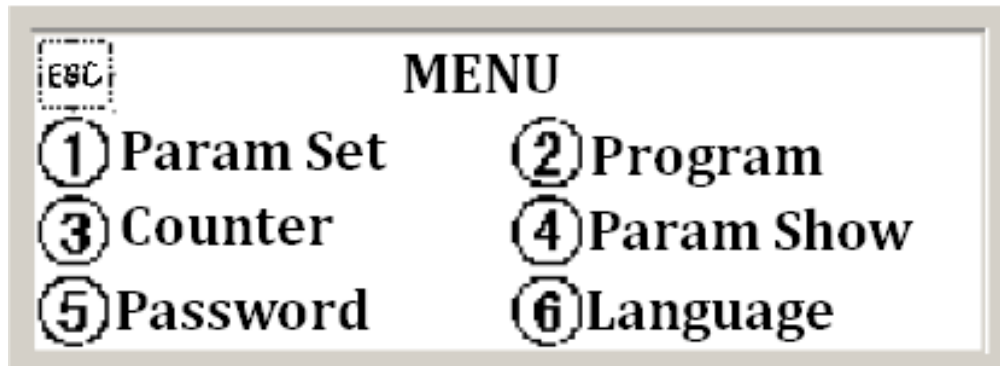 ESC MENU
1 Param Set 2 Program
3 Counter 4 Param Show
5 Password 6 Language